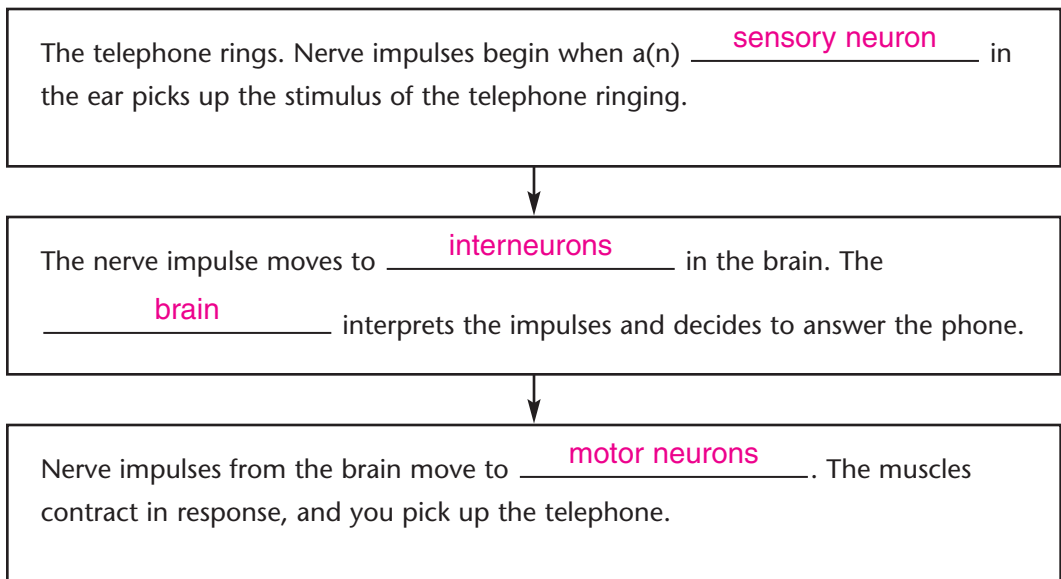 The telephone rings. Nerve impulses begin when a(n) sensory neuron in
the ear picks up the stimulus of the telephone ringing.
The nerve impulse moves to interneurons in the brain. The
brain interprets the impulses and decides to answer the phone.
Nerve impulses from the brain move to motor neurons. The muscles
contract in response, and you pick up the telephone.